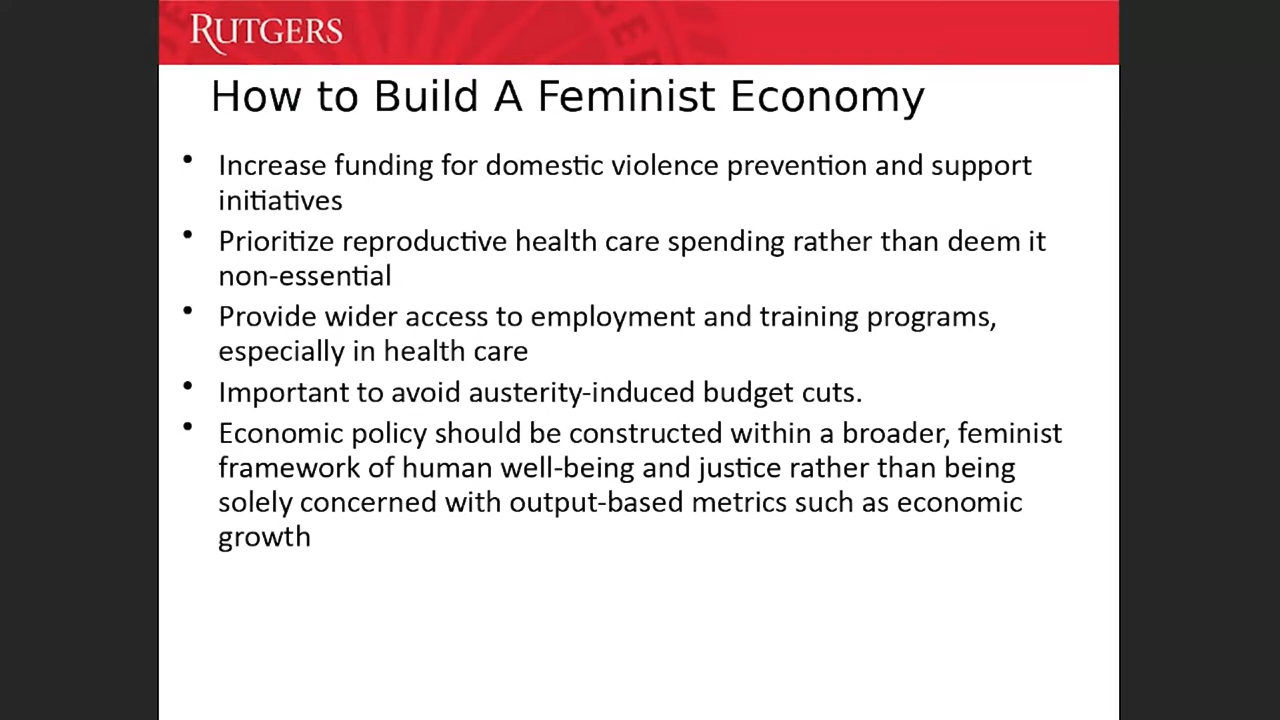 RUTGERS
How to Build A Feminist Economy
• Increase funding for domestic violence prevention and support
initiatives
• Prioritize reproductive health care spending rather than deem it
non-essential
• Provide wider access to employment and training programs,
especially in health care
• Important to avoid austerity-induced budget cuts.
• Economic policy should be constructed within a broader, feminist
framework of human well-being and justice rather than being
solely concerned with output-based metrics such as economic
growth